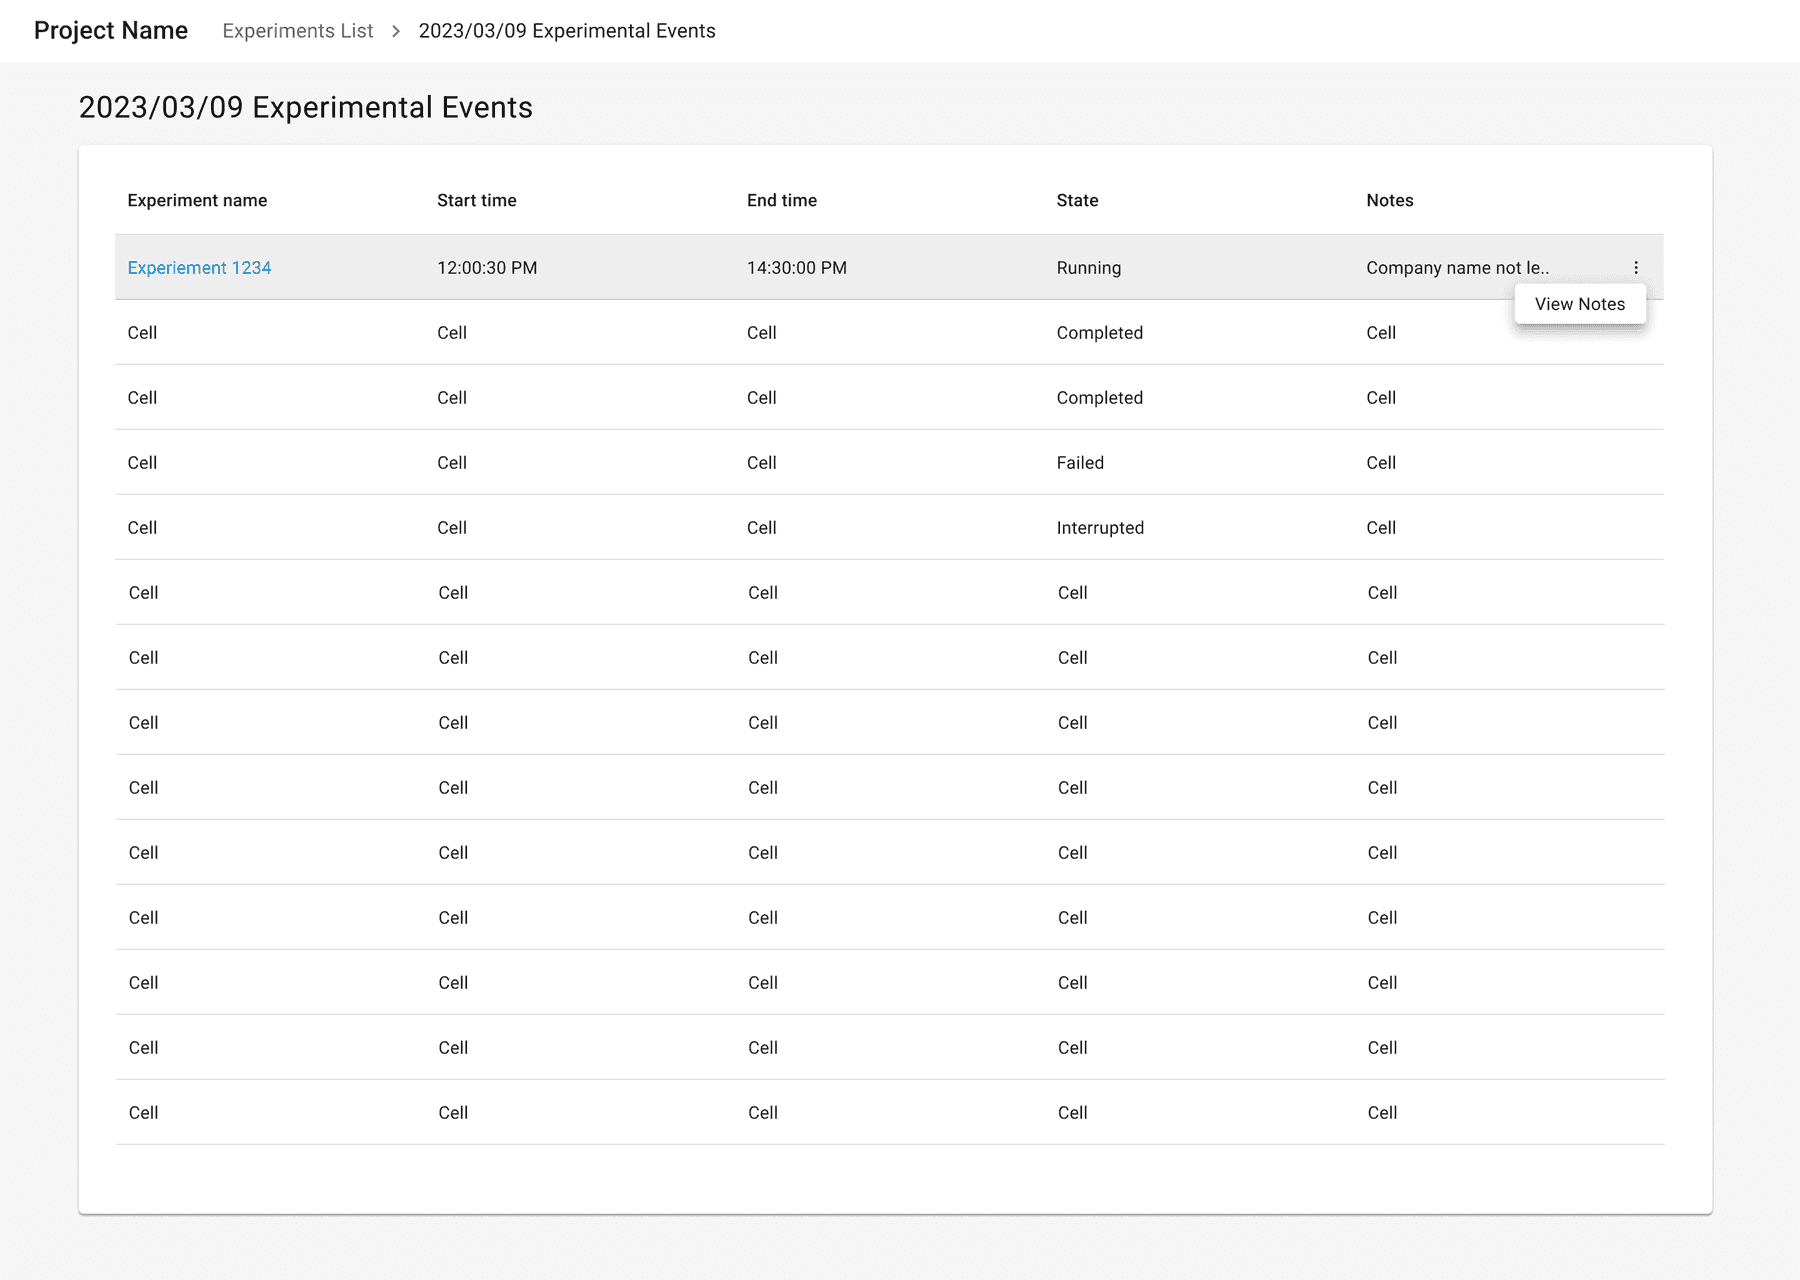 Project Name Experiments List > 2023/03/09 Experimental Events
2023/03/09 Experimental Events
Experiment name Start time End time State Notes
Experiement 1234 12:00:30 PM 14:30:00 PM Running Company name not le..
View Notes
Cell Cell Cell Completed Cell
Cell Cell Cell Completed Cell
Cell Cell Cell Failed Cell
Cell Cell Cell Interrupted Cell
Cell Cell Cell Cell Cell
Cell Cell Cell Cell Cell
Cell Cell Cell Cell Cell
Cell Cell Cell Cell Cell
Cell Cell Cell Cell Cell
Cell Cell Cell Cell Cell
Cell Cell Cell Cell Cell
Cell Cell Cell Cell Cell
Cell Cell Cell Cell Cell